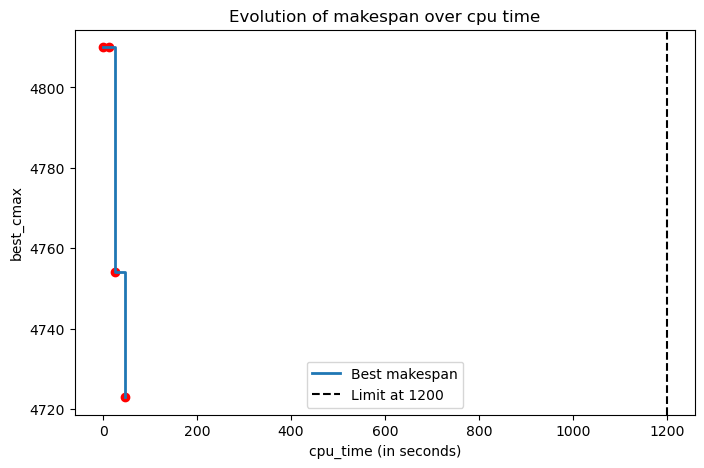 Evolution of makespan over cpu time
best_cmax
4800
4780
4760
4740
4720
Best makespan
Limit at 1200
0
200
400
600
800
1000
1200
cpu_time (in seconds)